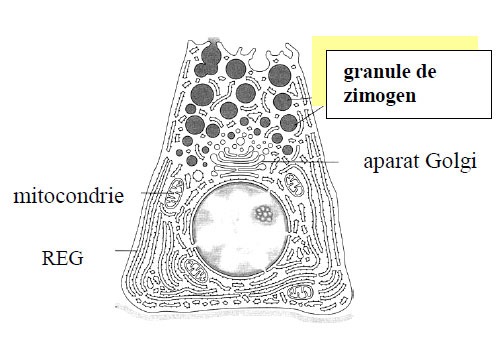 granule de
zimogen
aparat Golgi
mitocondrie
REG